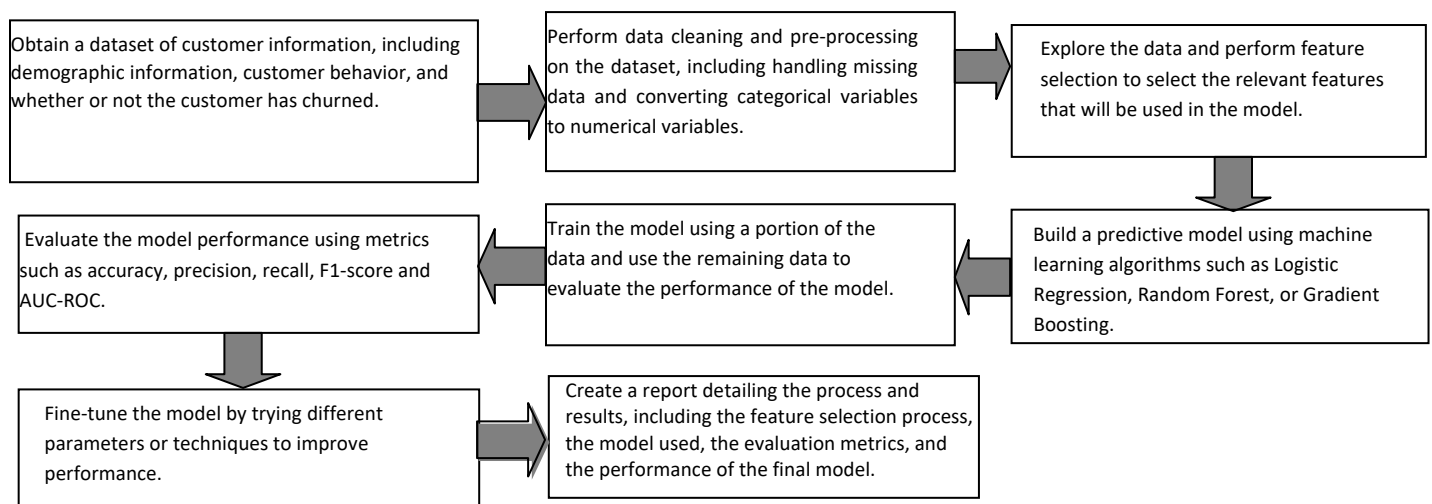 Obtain a dataset of customer information, including
demographic information, customer behavior, and
whether or not the customer has churned.
Perform data cleaning and pre-processing
on the dataset, including handling missing
data and converting categorical variables
to numerical variables.
Explore the data and perform feature
selection to select the relevant features
that will be used in the model.
Build a predictive model using machine
learning algorithms such as Logistic
Regression, Random Forest, or Gradient
Boosting.
Train the model using a portion of the
data and use the remaining data to
evaluate the performance of the model.
Evaluate the model performance using metrics
such as accuracy, precision, recall, F1-score and
AUC-ROC.
Fine-tune the model by trying different
parameters or techniques to improve
performance.
Create a report detailing the process and
results, including the feature selection process,
the model used, the evaluation metrics, and
the performance of the final model.